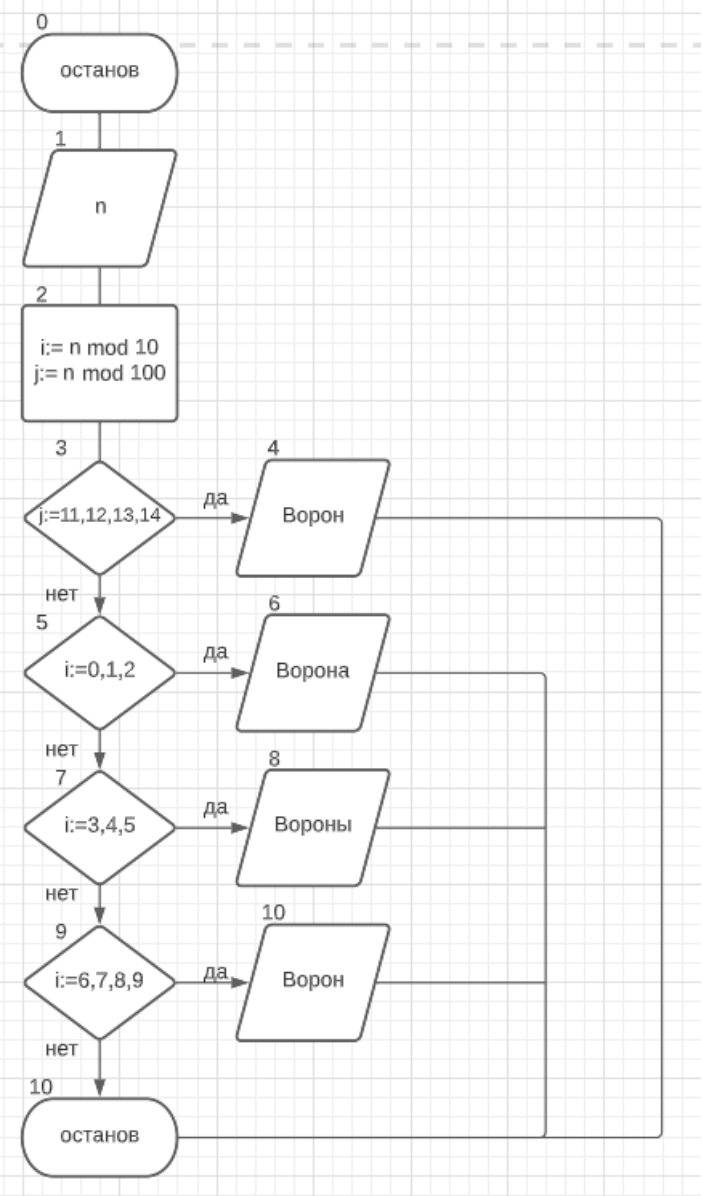 0
останов
1
n
2
i:= n mod 10
j:= n mod 100
3
j:=11,12,13,14
да
4
Ворон
нет
5
i:=0,1,2
да
6
Ворона
нет
7
i:=3,4,5
да
8
Вороны
нет
9
i:=6,7,8,9
да
10
Ворон
нет
10
останов